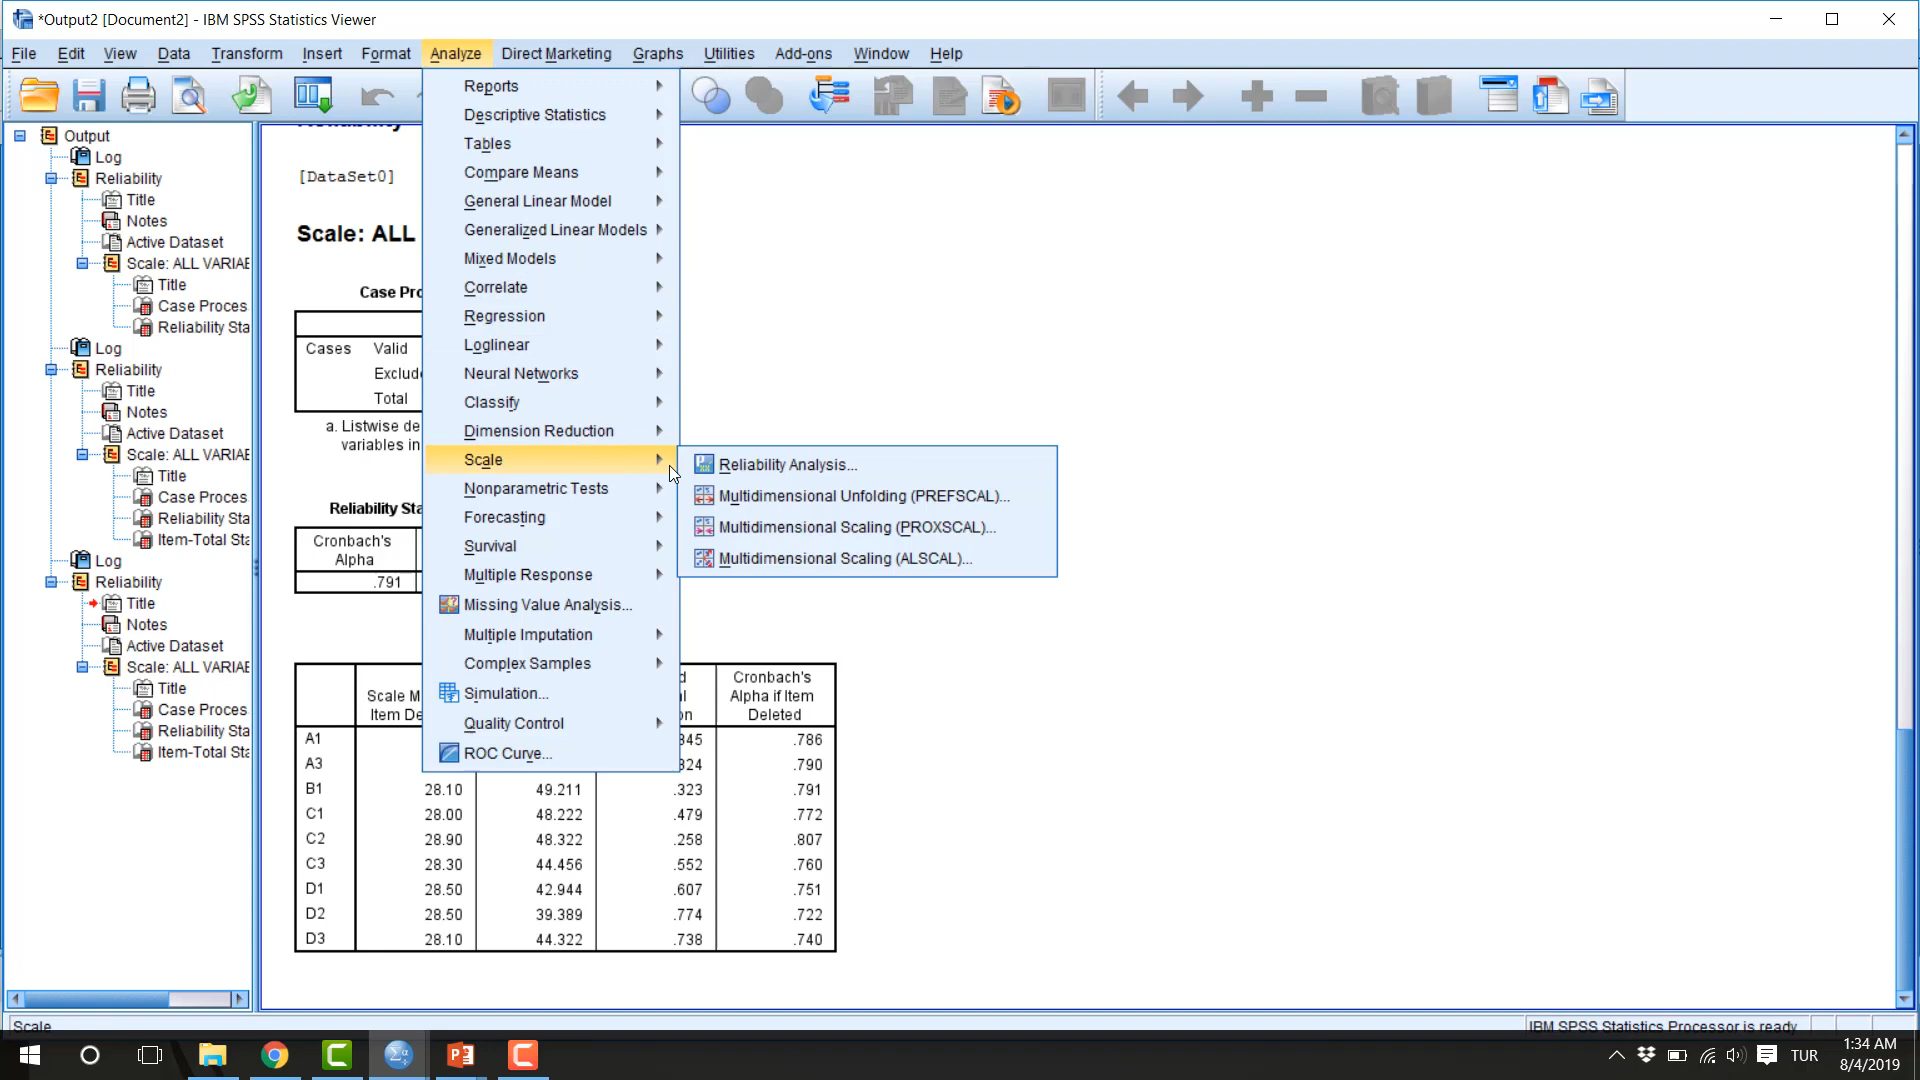 *Output2 [Document2] - IBM SPSS Statistics Viewer
File Edit View Data Transform Insert Format Analyze Direct Marketing Graphs Utilities Add-ons Window Help
Output
Log
Reliability
Title
Notes
Active Dataset
Scale: ALL VARIAE
Title
Case Proces
Reliability Sta
Log
Reliability
Title
Notes
Active Dataset
Scale: ALL VARIAE
Title
Case Proces
Reliability Sta
Item-Total Sta
Log
Reliability
Title
Notes
Active Dataset
Scale: ALL VARIAE
Title
Case Proces
Reliability Sta
Item-Total Sta
Reliability
[DataSet0]
Scale: ALL
Case Pro
Cases Valid
Exclude
Total
a. Listwise de
variables in
Reliability Sta
Cronbach's
Alpha
.791
Reports
Descriptive Statistics
Tables
Compare Means
General Linear Model
Generalized Linear Models
Mixed Models
Correlate
Regression
Loglinear
Neural Networks
Classify
Dimension Reduction
Scale
Nonparametric Tests
Forecasting
Survival
Multiple Response
Missing Value Analysis...
Multiple Imputation
Complex Samples
Simulation...
Quality Control
ROC Curve...
Reliability Analysis...
Multidimensional Unfolding (PREFSCAL)...
Multidimensional Scaling (PROXSCAL)...
Multidimensional Scaling (ALSCAL)...
Scale M
Item De
d
al
on
Cronbach's
Alpha if Item
Deleted
A1 345 .786
A3 324 .790
B1 28.10 49.211 .323 .791
C1 28.00 48.222 .479 .772
C2 28.90 48.322 .258 .807
C3 28.30 44.456 .552 .760
D1 28.50 42.944 .607 .751
D2 28.50 39.389 .774 .722
D3 28.10 44.322 .738 .740
Scale
IBM SPSS Statistics Processor is ready
TUR
1:34 AM
8/4/2019